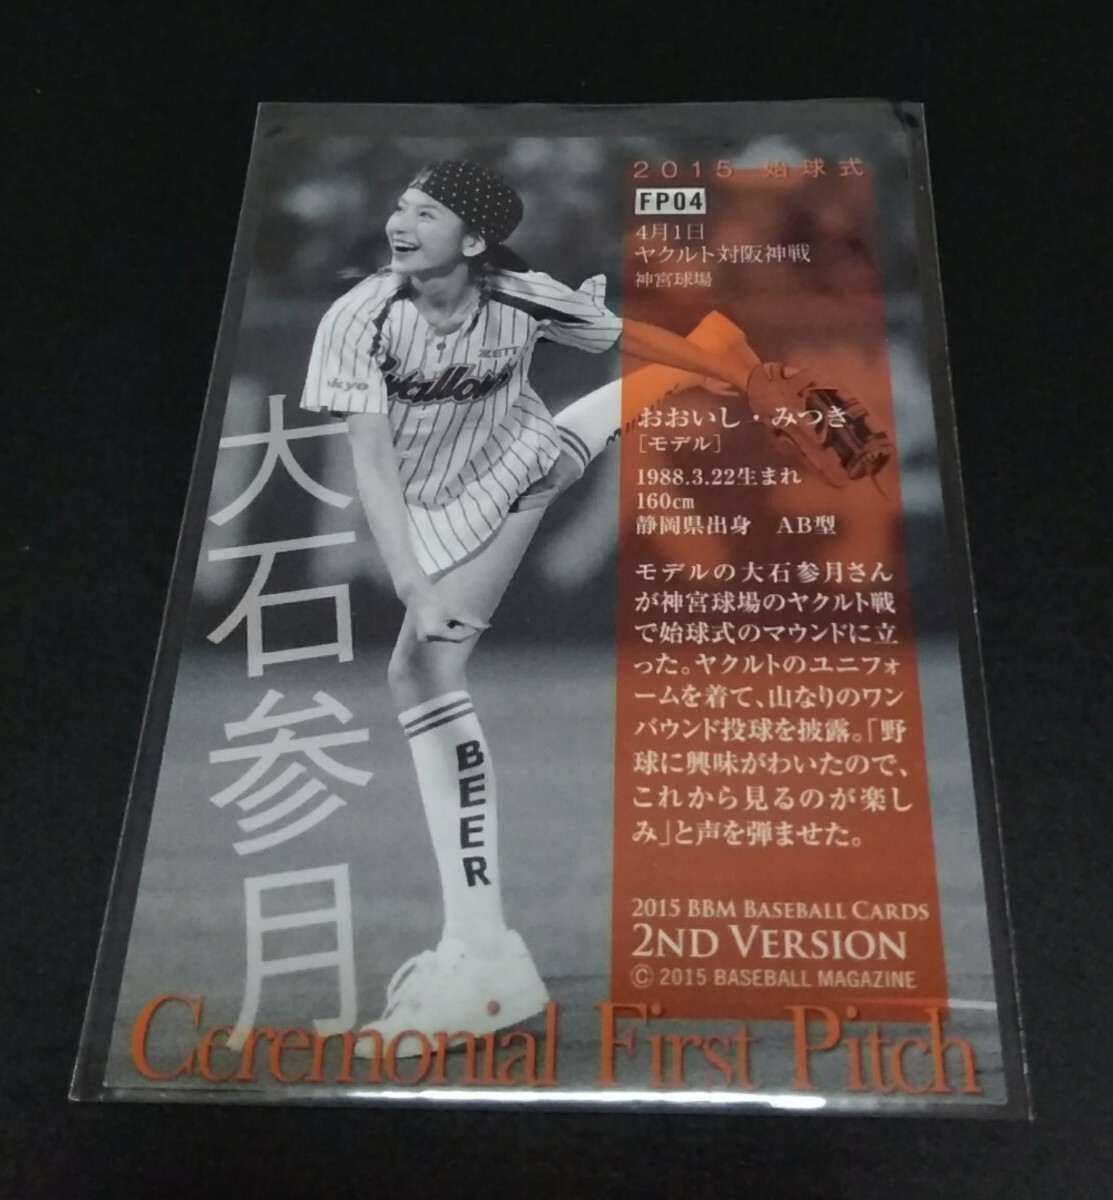 2015 始球式
FP04
4月1日
ヤクルト対阪神戦
神宮球場
大石参月
ZETT
Swallows
okyo
おおいし・みつき
[モデル]
1988.3.22生まれ
160cm
静岡県出身 AB型
モデルの大石参月さん
が神宮球場のヤクルト戦
で始球式のマウンドに立
った。ヤクルトのユニフォ
ームを着て、山なりのワン
バウンド投球を披露。「野
球に興味がわいたので、
これから見るのが楽し
み」と声を弾ませた。
BEER
2015 BBM BASEBALL CARDS
2ND VERSION
© 2015 BASEBALL MAGAZINE
Ceremonial First Pitch